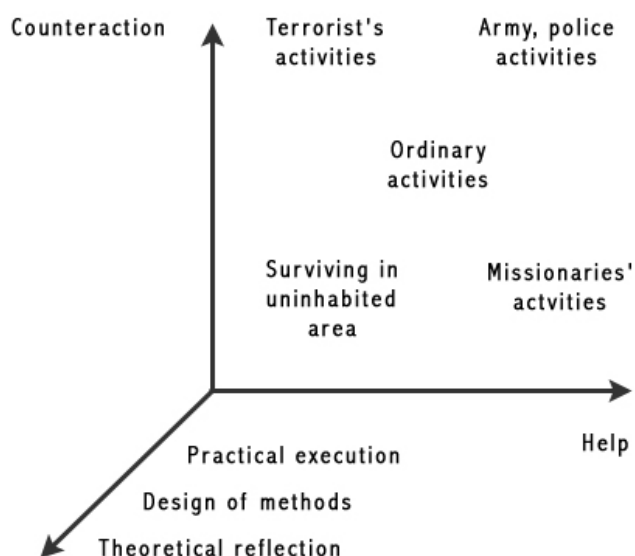 Counteraction
Terrorist's
activities
Army, police
activities
Ordinary
activities
Surviving in
uninhabited
area
Missionaries'
actvities
Help
Practical execution
Design of methods
Theoretical reflection